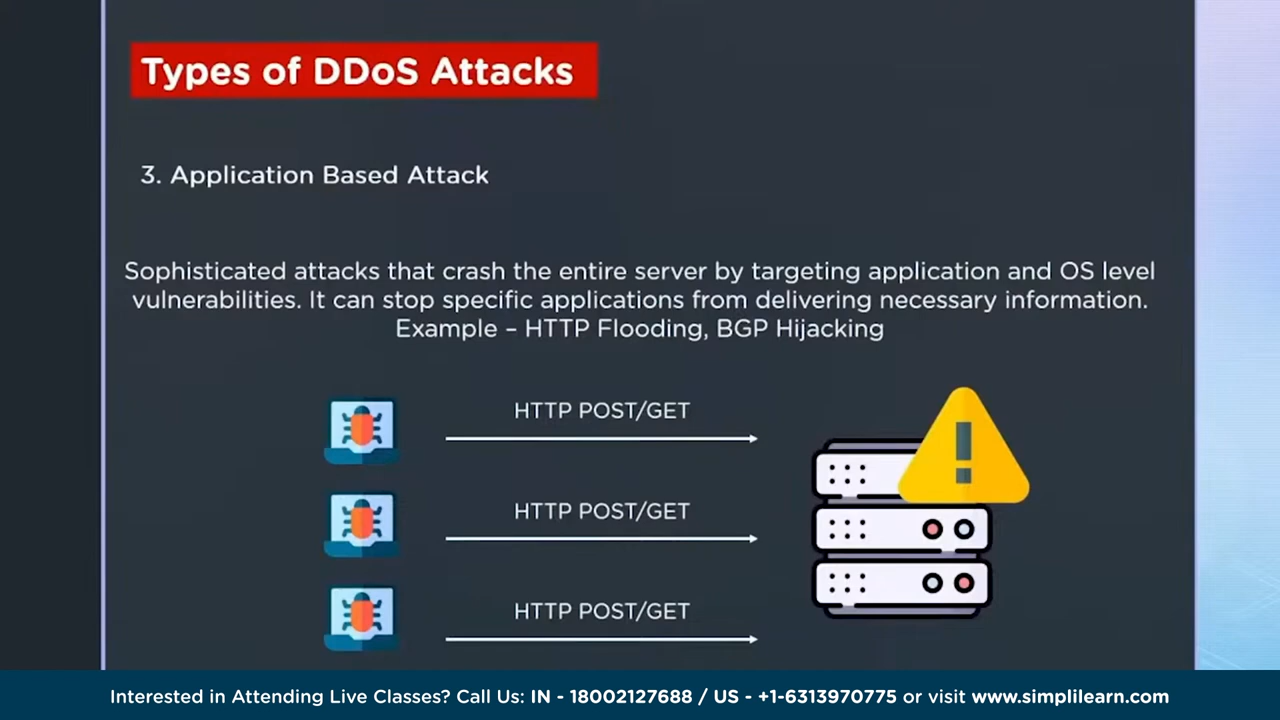 Types of DDoS Attacks
3. Application Based Attack
Sophisticated attacks that crash the entire server by targeting application and OS level
vulnerabilities. It can stop specific applications from delivering necessary information.
Example – HTTP Flooding, BGP Hijacking
HTTP POST/GET
HTTP POST/GET
HTTP POST/GET
Interested in Attending Live Classes? Call Us: IN - 18002127688 / US - +1-6313970775 or visit www.simplilearn.com